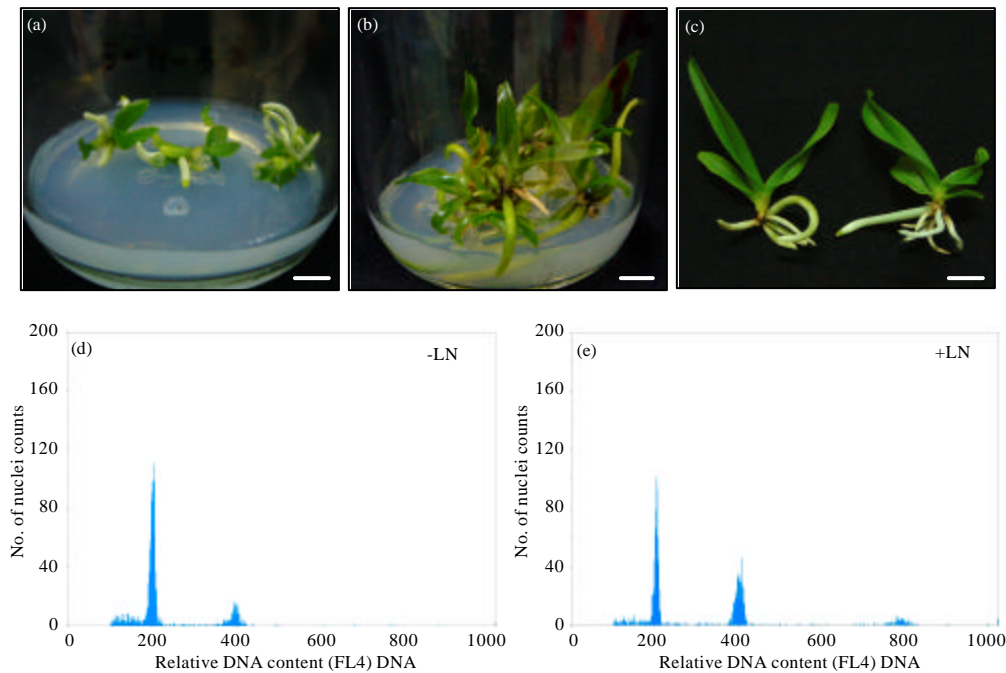 (a)
(b)
(c)
(d)
-LN
200
160
120
80
40
0
No. of nuclei counts
0 200 400 600 800 1000
Relative DNA content (FL4) DNA
(e)
+LN
200
160
120
80
40
0
No. of nuclei counts
0 200 400 600 800 1000
Relative DNA content (FL4) DNA